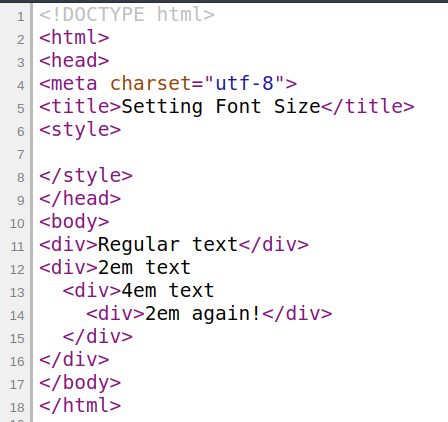 1 <!DOCTYPE html>
2 <html>
3 <head>
4 <meta charset="utf-8">
5 <title>Setting Font Size</title>
6 <style>
7
8 </style>
9 </head>
10 <body>
11 <div>Regular text</div>
12 <div>2em text
13   <div>4em text
14     <div>2em again!</div>
15   </div>
16 </div>
17 </body>
18 </html>